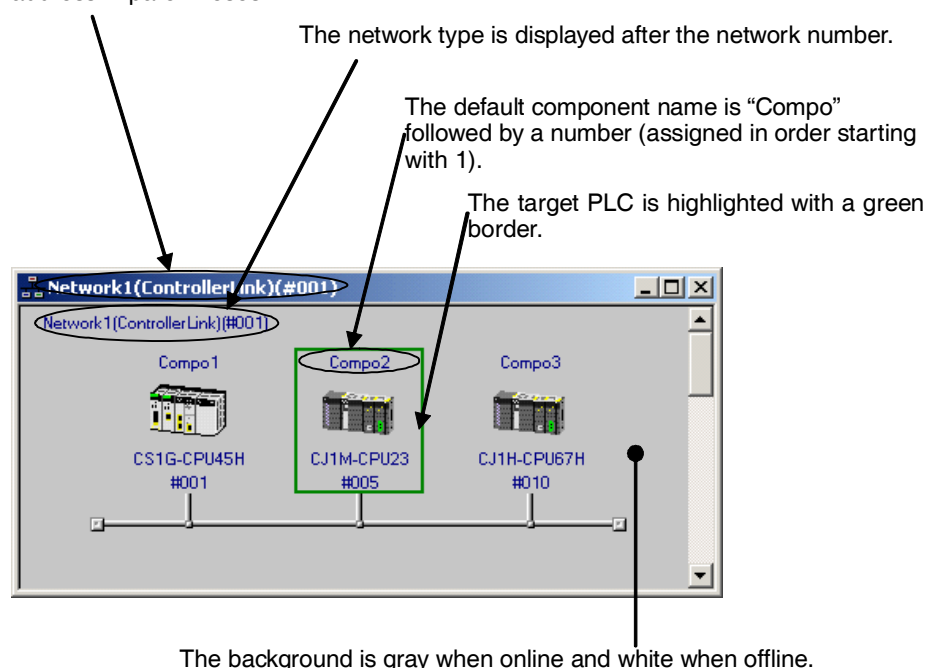 The network type is displayed after the network number.
The default component name is “Compo”
followed by a number (assigned in order starting
with 1).
The target PLC is highlighted with a green
border.
Network1(ControllerLink)(#001)
Network1(ControllerLink)(#001)
Compo1 Compo2 Compo3
CS1G-CPU45H CJ1M-CPU23 CJ1H-CPU67H
#001 #005 #010
The background is gray when online and white when offline.